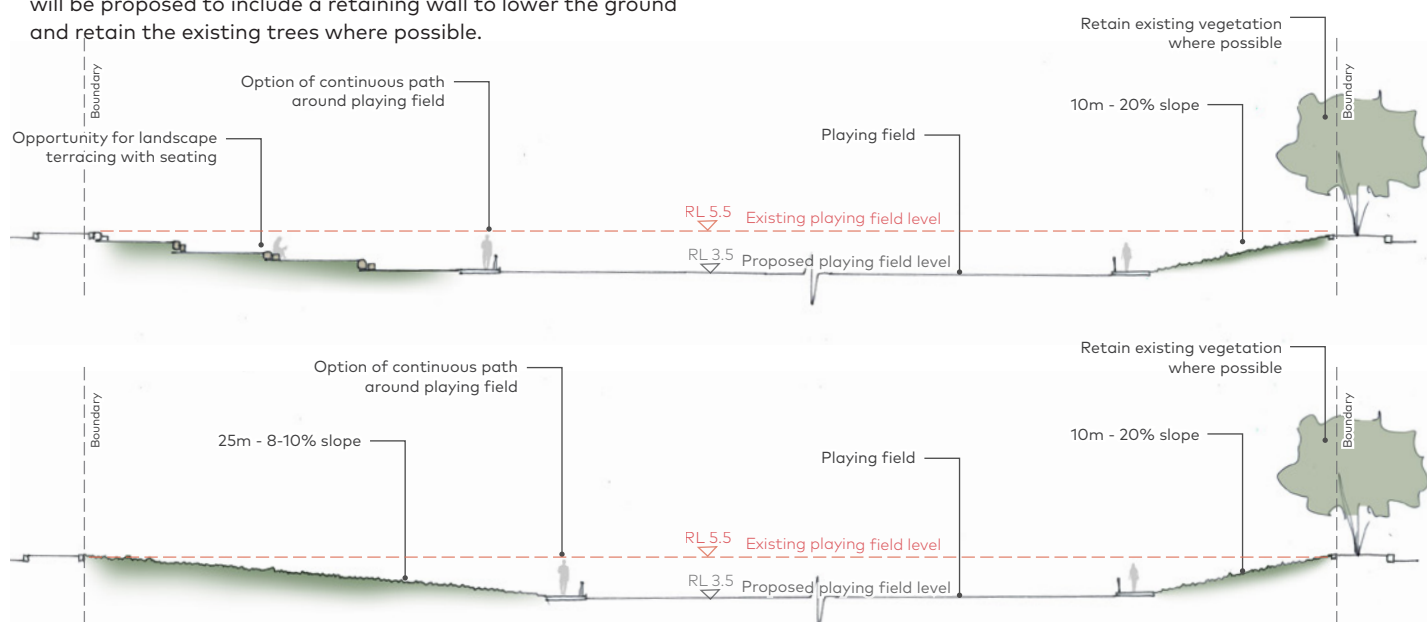 will be proposed to include a retaining wall to lower the ground
and retain the existing trees where possible.
Retain existing vegetation
where possible
Boundary
Option of continuous path
around playing field
10m - 20% slope
Boundary
Opportunity for landscape
terracing with seating
Playing field
RL 5.5 Existing playing field level
RL 3.5 Proposed playing field level
Retain existing vegetation
where possible
Boundary
Option of continuous path
around playing field
25m - 8-10% slope
10m - 20% slope
Boundary
Playing field
RL 5.5 Existing playing field level
RL 3.5 Proposed playing field level